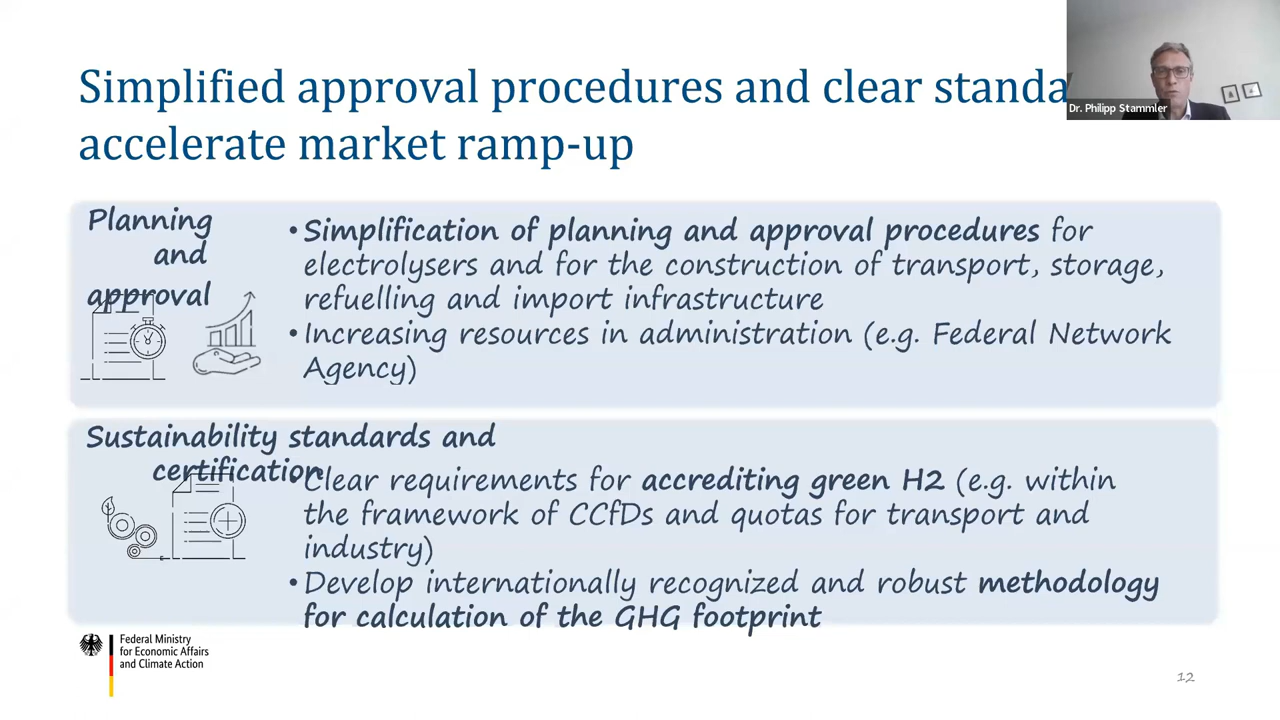 Simplified approval procedures and clear standa
accelerate market ramp-up
Dr. Philipp Stammler
Planning
and
approval
• Simplification of planning and approval procedures for
electrolysers and for the construction of transport, storage,
refuelling and import infrastructure
• Increasing resources in administration (e.g. Federal Network
Agency)
Sustainability standards and
certification
• Clear requirements for accrediting green H2 (e.g. within
the framework of CCfDs and quotas for transport and
industry)
• Develop internationally recognized and robust methodology
for calculation of the GHG footprint
Federal Ministry
for Economic Affairs
and Climate Action
12